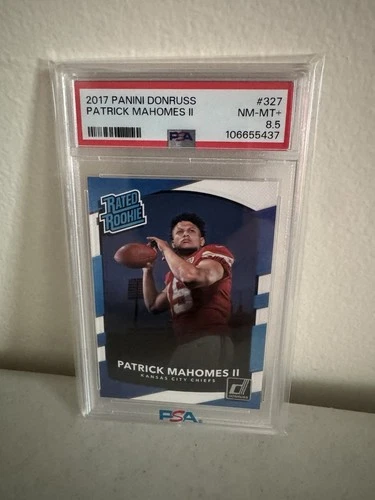 2017 PANINI DONRUSS #327
PATRICK MAHOMES II NM-MT+
8.5
PSA 106655437
RATED
ROOKIE
PATRICK MAHOMES II
KANSAS CITY CHIEFS
DONRUSS
PSA